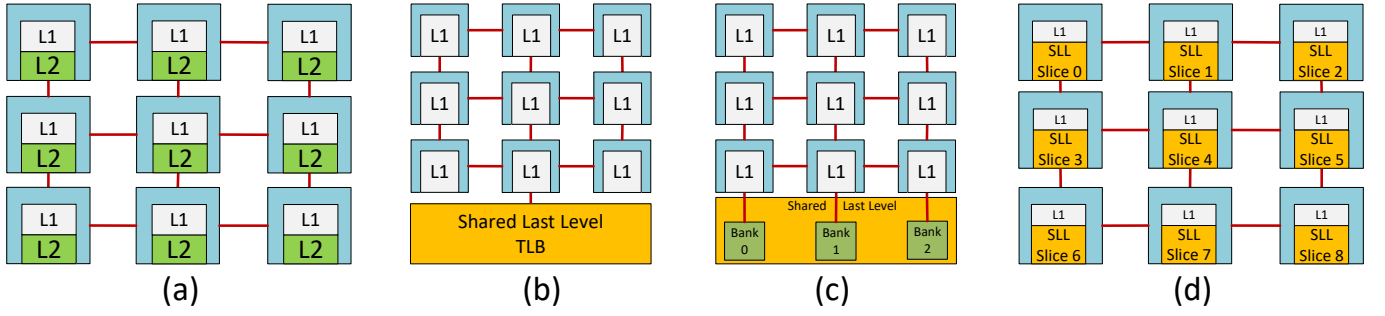 L1 L1 L1
L2 L2 L2
L1 L1 L1
L2 L2 L2
L1 L1 L1
L2 L2 L2
(a)
L1 L1 L1
L1 L1 L1
L1 L1 L1
Shared Last Level
TLB
(b)
L1 L1 L1
L1 L1 L1
L1 L1 L1
Shared Last Level
Bank Bank Bank
0 1 2
(c)
L1 L1 L1
SLL SLL SLL
Slice 0 Slice 1 Slice 2
L1 L1 L1
SLL SLL SLL
Slice 3 Slice 4 Slice 5
L1 L1 L1
SLL SLL SLL
Slice 6 Slice 7 Slice 8
(d)